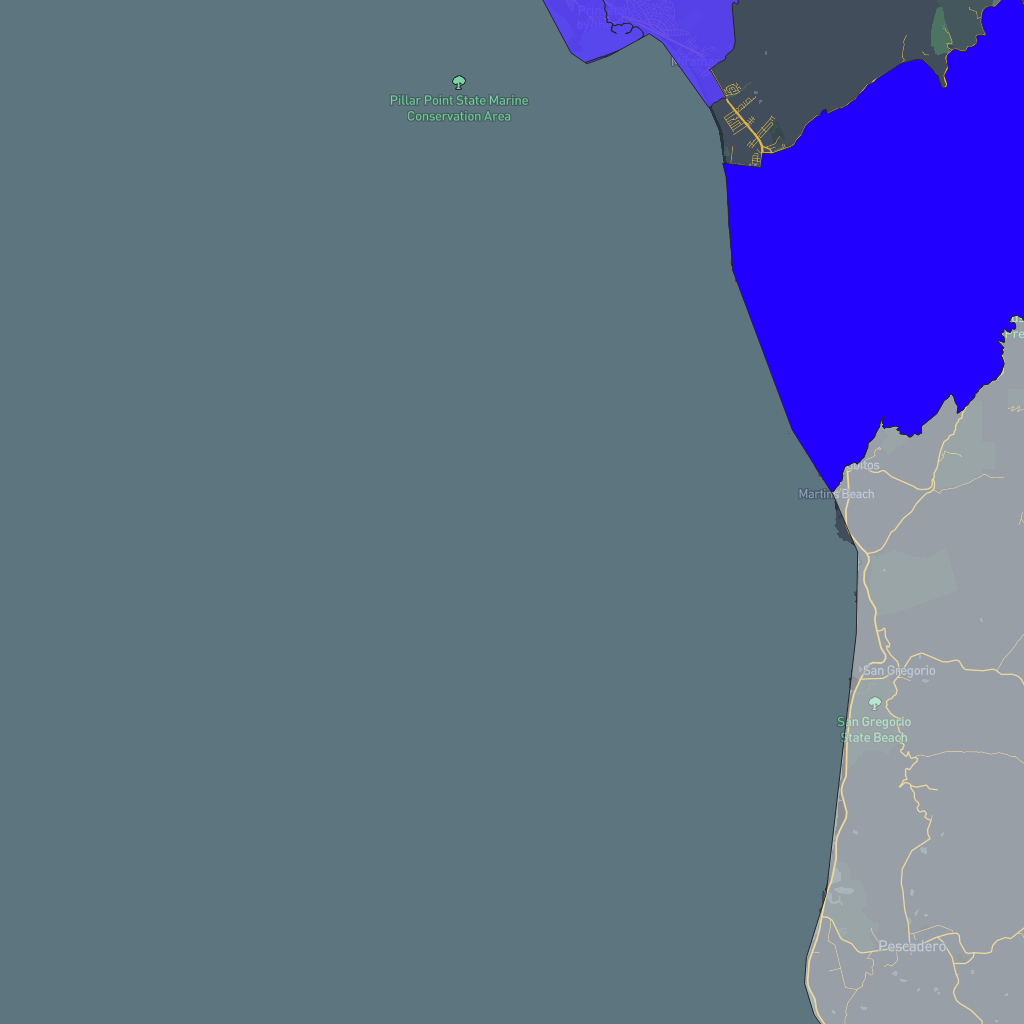 Pillar Point State Marine
Conservation Area
Martins Beach
San Gregorio
San Gregorio
State Beach
Pescadero